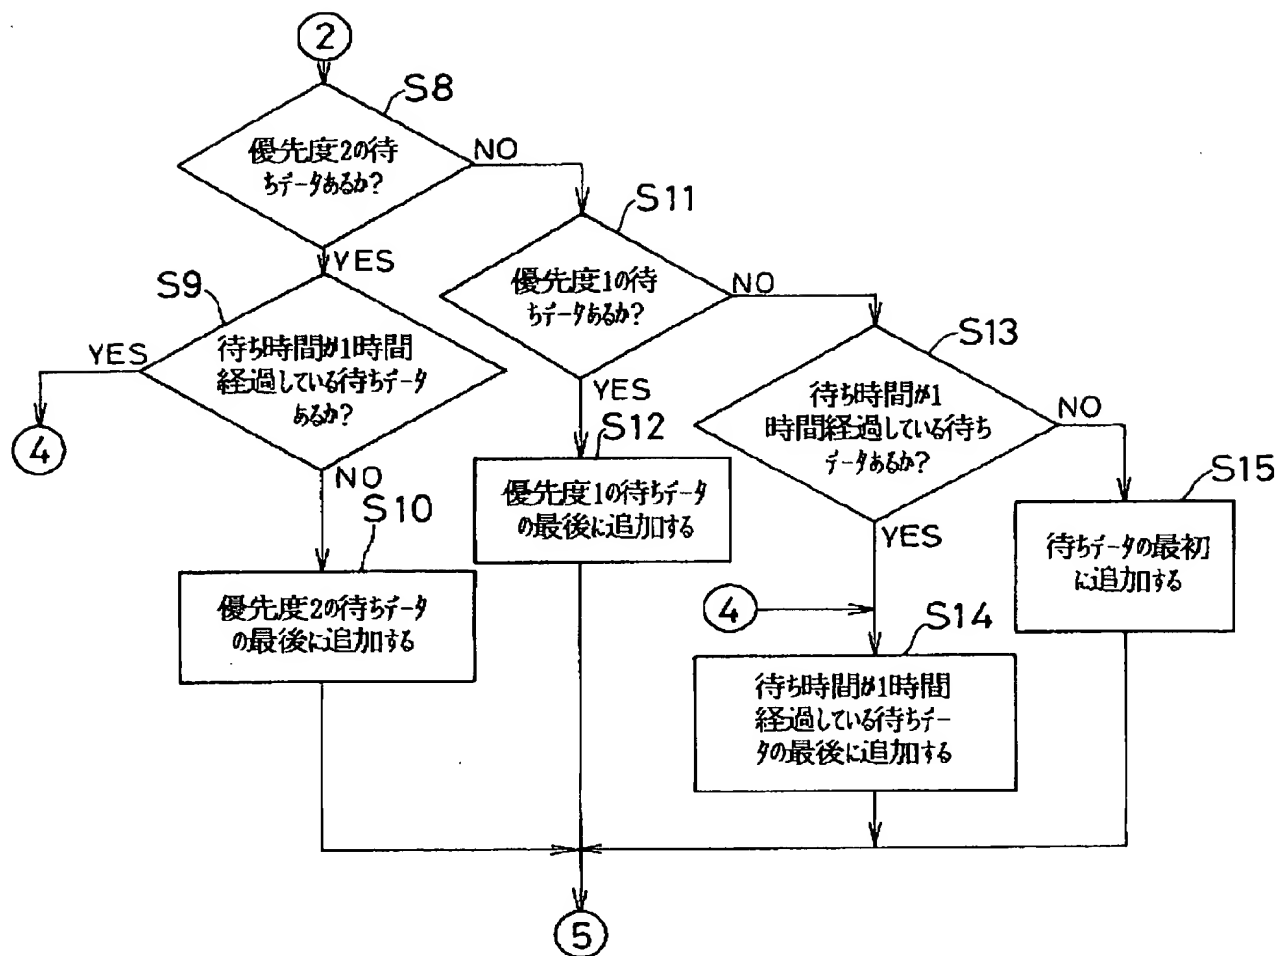 ②
S8
優先度2の待
ちデータあるか?
NO
YES
S11
優先度1の待
ちデータあるか?
NO
YES
S9
待ち時間が1時間
経過している待ちデータ
あるか?
YES
④
NO
S13
待ち時間が1
時間経過している待ち
データあるか?
NO
YES
S12
優先度1の待ちデータ
の最後に追加する
S15
待ちデータの最初
に追加する
S10
優先度2の待ちデータ
の最後に追加する
④
S14
待ち時間が1時間
経過している待ちデー
タの最後に追加する
⑤